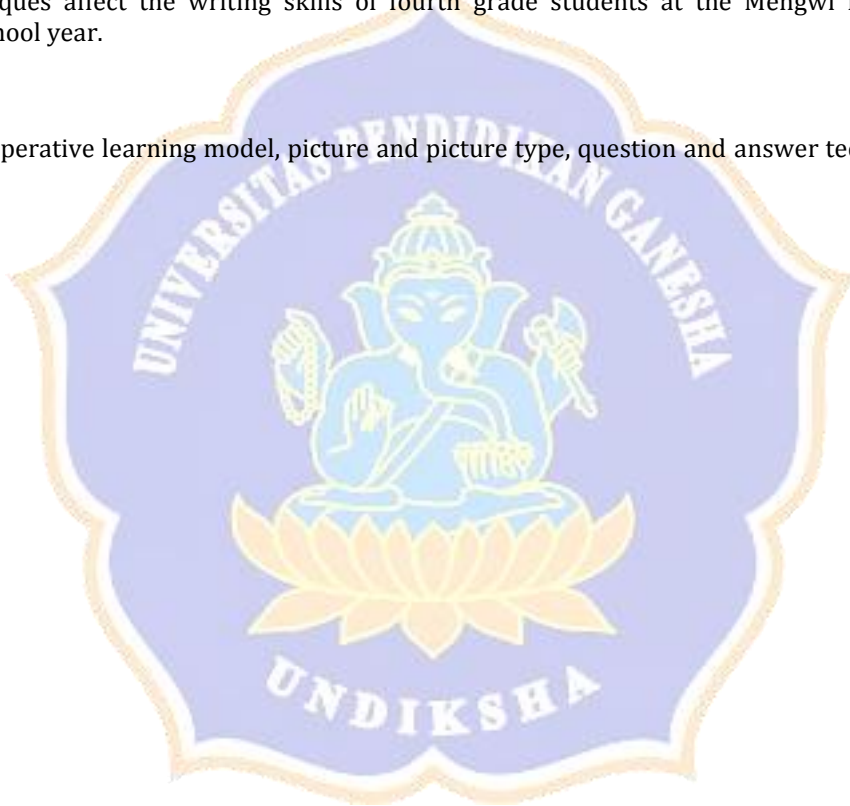 ques affect the writing skills of fourth grade students at the Mengwi
hool year.
perative learning model, picture and picture type, question and answer
UNIVERSITAS PENDIDIKAN GANESHA
UNDIKSHA